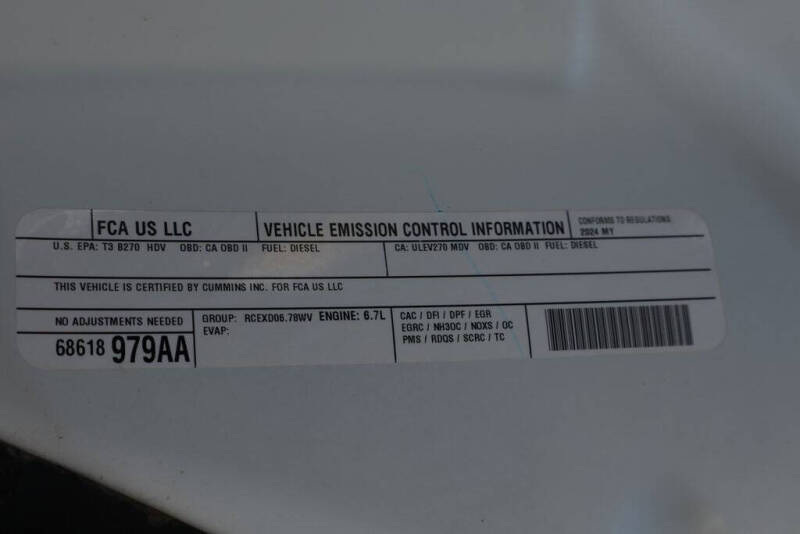 FCA US LLC
VEHICLE EMISSION CONTROL INFORMATION
CONFORMS TO REGULATIONS
2024 MY
U.S. EPA: T3 B270 HDV OBD: CA OBD II FUEL: DIESEL
CA: ULEV270 MDV OBD: CA OBD II FUEL: DIESEL
THIS VEHICLE IS CERTIFIED BY CUMMINS INC. FOR FCA US LLC
NO ADJUSTMENTS NEEDED
68618 979AA
GROUP: RCEXD06.78WV ENGINE: 6.7L
EVAP:
CAC / DFI / DPF / EGR
EGRC / NH3OC / NOXS / OC
PMS / RDQS / SCRC / TC